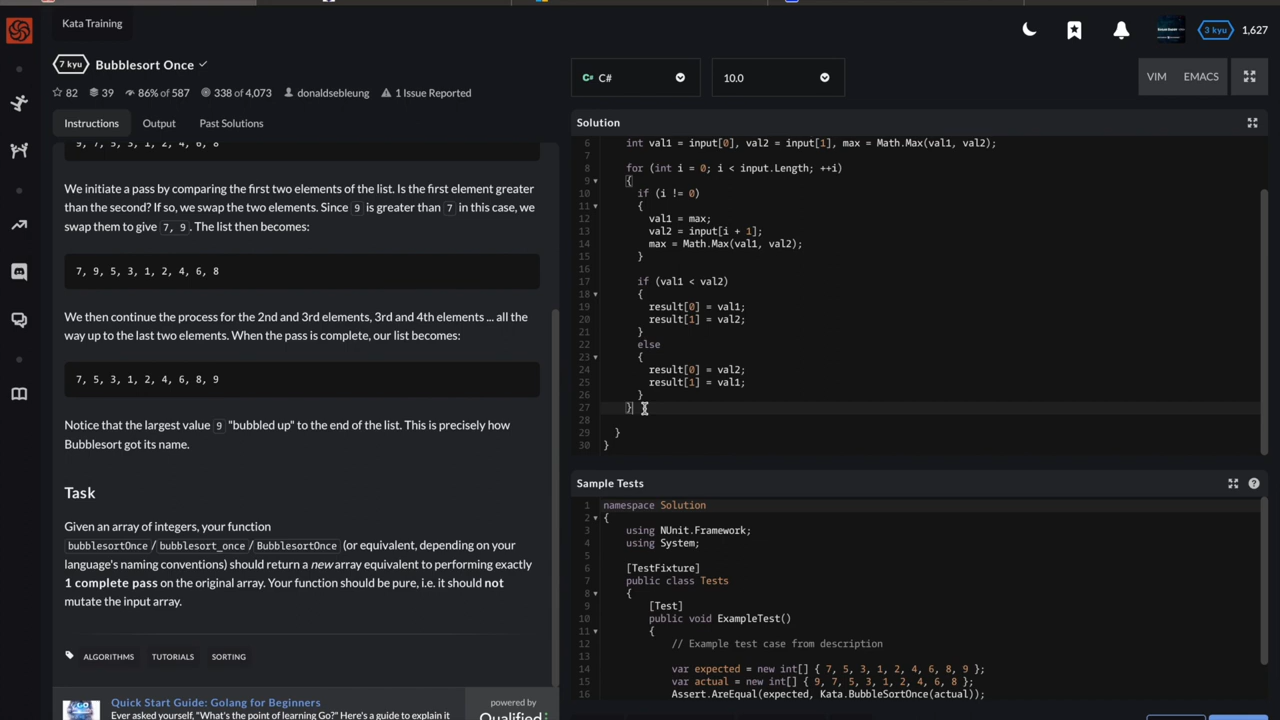 Kata Training
3 kyu
1,627
7 kyu
Bubblesort Once
82
39
86% of 587
338 of 4,073
donaldsebleung
1 Issue Reported
Instructions
Output
Past Solutions
9, 7, 5, 3, 1, 2, 4, 6, 8
We initiate a pass by comparing the first two elements of the list. Is the first element greater
than the second? If so, we swap the two elements. Since 9 is greater than 7 in this case, we
swap them to give 7, 9. The list then becomes:
7, 9, 5, 3, 1, 2, 4, 6, 8
We then continue the process for the 2nd and 3rd elements, 3rd and 4th elements ... all the
way up to the last two elements. When the pass is complete, our list becomes:
7, 5, 3, 1, 2, 4, 6, 8, 9
Notice that the largest value 9 "bubbled up" to the end of the list. This is precisely how
Bubblesort got its name.
Task
Given an array of integers, your function
bubblesortOnce / bubblesort_once / BubblesortOnce (or equivalent, depending on your
language's naming conventions) should return a new array equivalent to performing exactly
1 complete pass on the original array. Your function should be pure, i.e. it should not
mutate the input array.
ALGORITHMS
TUTORIALS
SORTING
Quick Start Guide: Golang for Beginners
Ever asked yourself, "What's the point of learning Go?" Here's a guide to explain it
powered by
Qualified
C# C#
10.0
VIM
EMACS
Solution
6 int val1 = input[0], val2 = input[1], max = Math.Max(val1, val2);
7
8 for (int i = 0; i < input.Length; ++i)
9 {
10 if (i != 0)
11 {
12 val1 = max;
13 val2 = input[i + 1];
14 max = Math.Max(val1, val2);
15 }
16
17 if (val1 < val2)
18 {
19 result[0] = val1;
20 result[1] = val2;
21 }
22 else
23 {
24 result[0] = val2;
25 result[1] = val1;
26 }
27 }
28
29 }
30 }
Sample Tests
1 namespace Solution
2 {
3 using NUnit.Framework;
4 using System;
5
6 [TestFixture]
7 public class Tests
8 {
9 [Test]
10 public void ExampleTest()
11 {
12 // Example test case from description
13
14 var expected = new int[] { 7, 5, 3, 1, 2, 4, 6, 8, 9 };
15 var actual = new int[] { 9, 7, 5, 3, 1, 2, 4, 6, 8 };
16 Assert.AreEqual(expected, Kata.BubbleSortOnce(actual));